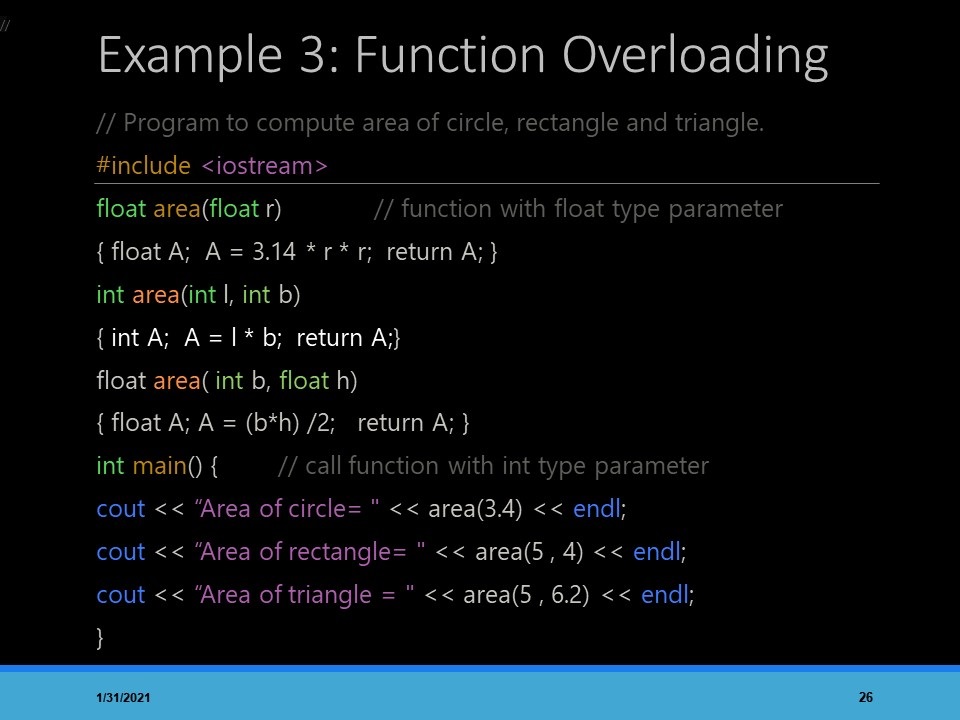 //
Example 3: Function Overloading
// Program to compute area of circle, rectangle and triangle.
#include <iostream>
float area(float r) // function with float type parameter
{ float A; A = 3.14 * r * r; return A; }
int area(int l, int b)
{ int A; A = l * b; return A;}
float area( int b, float h)
{ float A; A = (b*h) /2; return A; }
int main() { // call function with int type parameter
cout << “Area of circle= " << area(3.4) << endl;
cout << “Area of rectangle= " << area(5 , 4) << endl;
cout << “Area of triangle = " << area(5 , 6.2) << endl;
}
1/31/2021 26